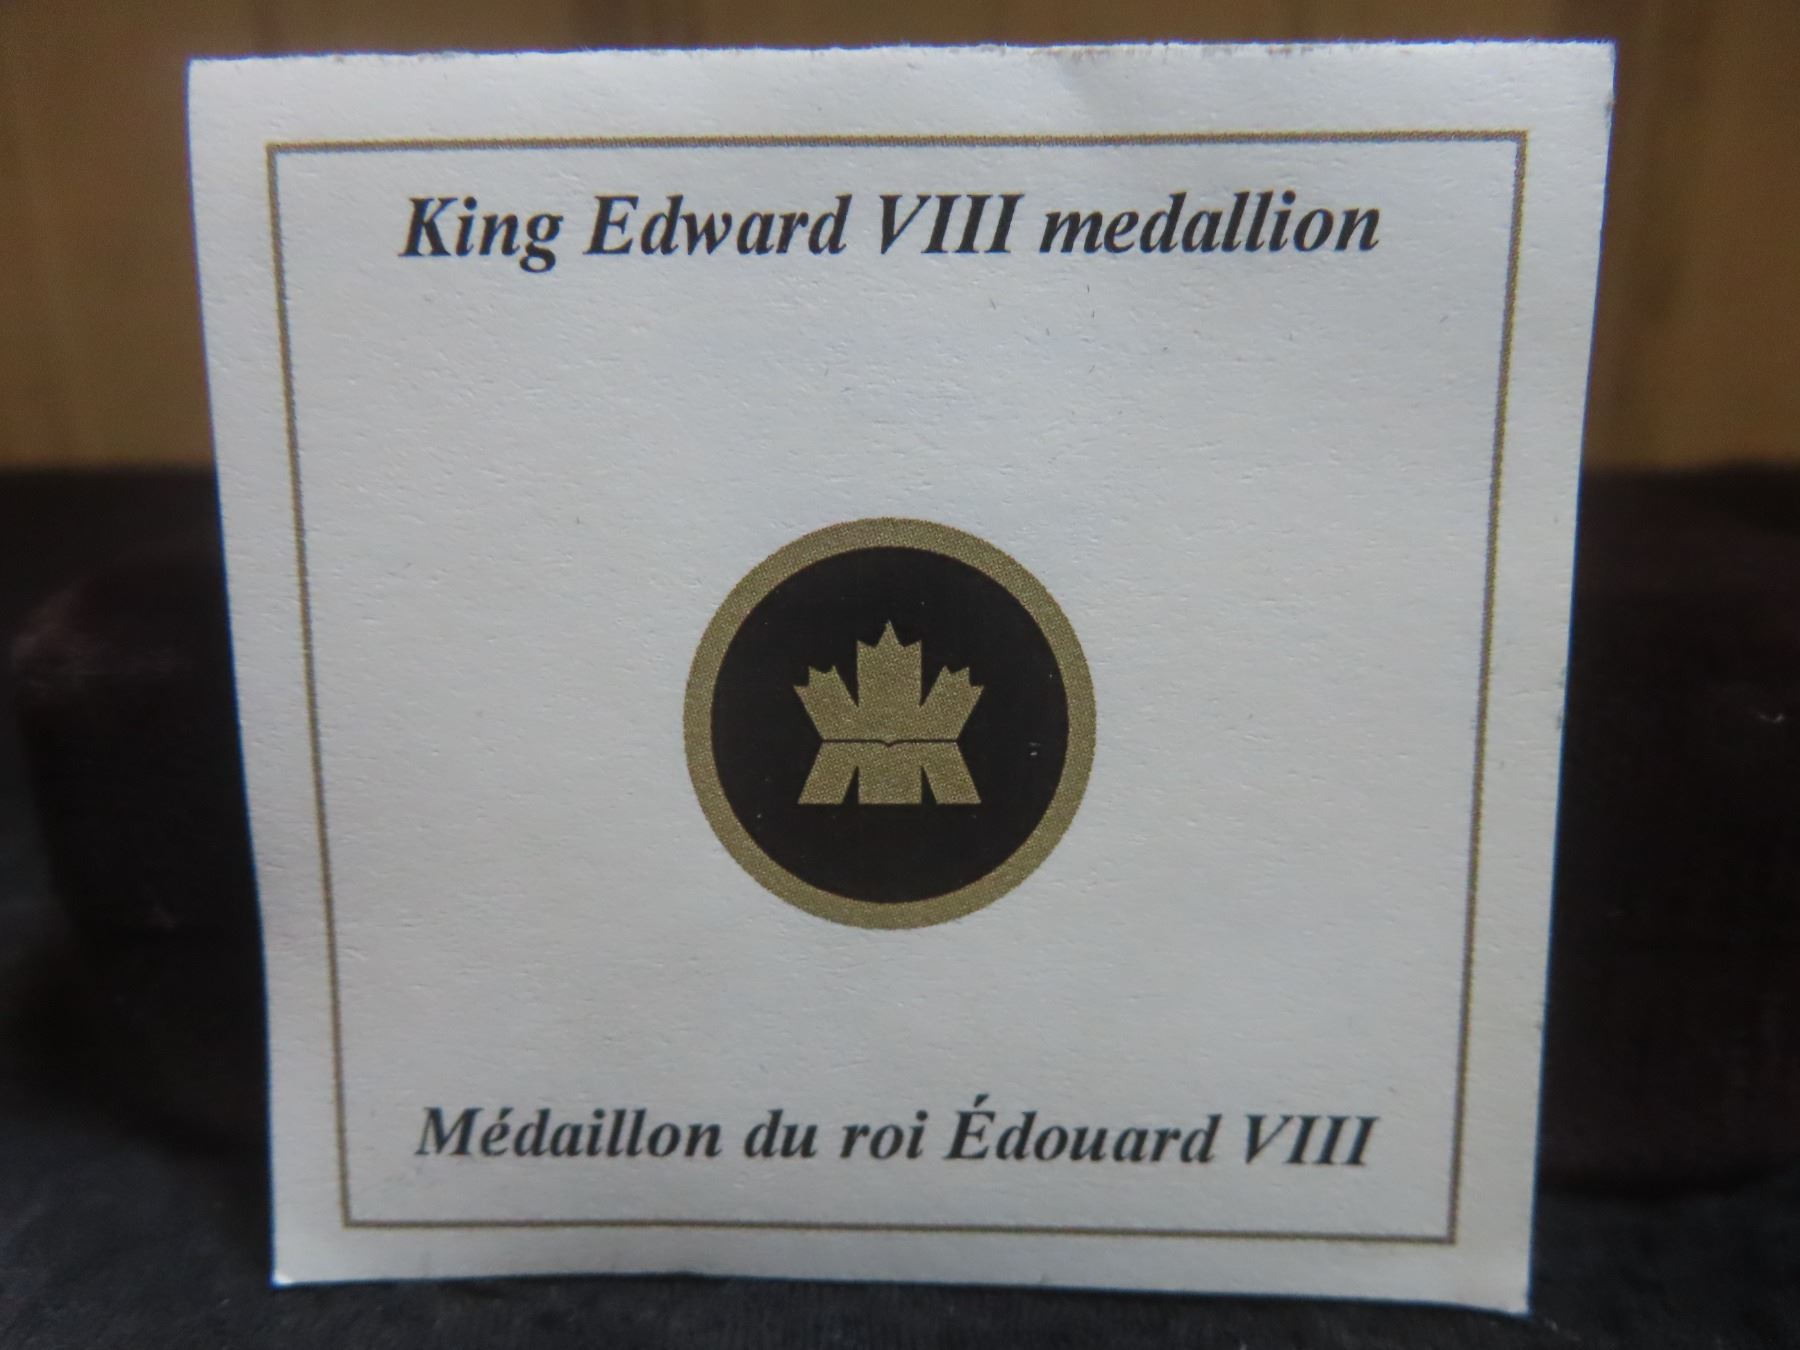 King Edward VIII medallion
Médaillon du roi Édouard VIII